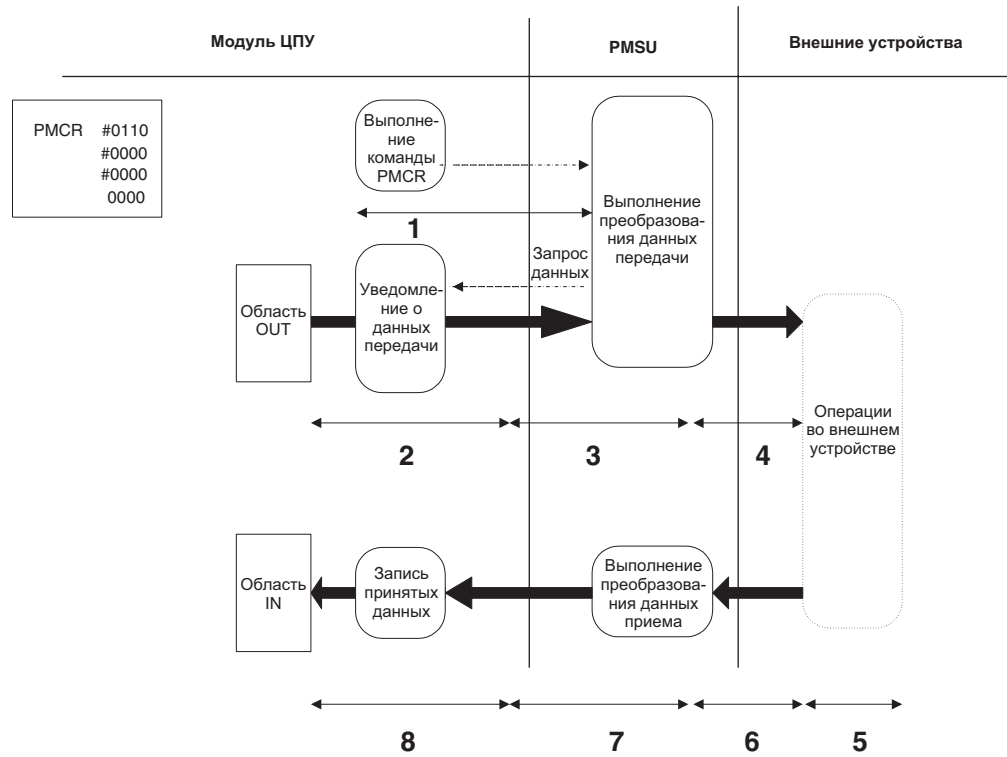 Модуль ЦПУ
PMSU
Внешние устройства
PMCR #0110
#0000
#0000
0000
Выполне-
ние
команды
PMCR
1
Выполнение
преобразова-
ния данных
передачи
Запрос
данных
Область
OUT
Уведомле-
ние о
данных
передачи
2
3
4
Операции
во внешнем
устройстве
Область
IN
Запись
принятых
данных
Выполнение
преобразова-
ния данных
приема
8
7
6
5